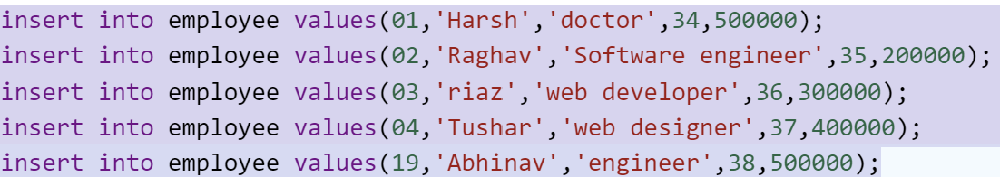 insert into employee values(01,'Harsh','doctor',34,500000);
insert into employee values(02,'Raghav','Software engineer',35,200000);
insert into employee values(03,'riaz','web developer',36,300000);
insert into employee values(04,'Tushar','web designer',37,400000);
insert into employee values(19,'Abhinav','engineer',38,500000);